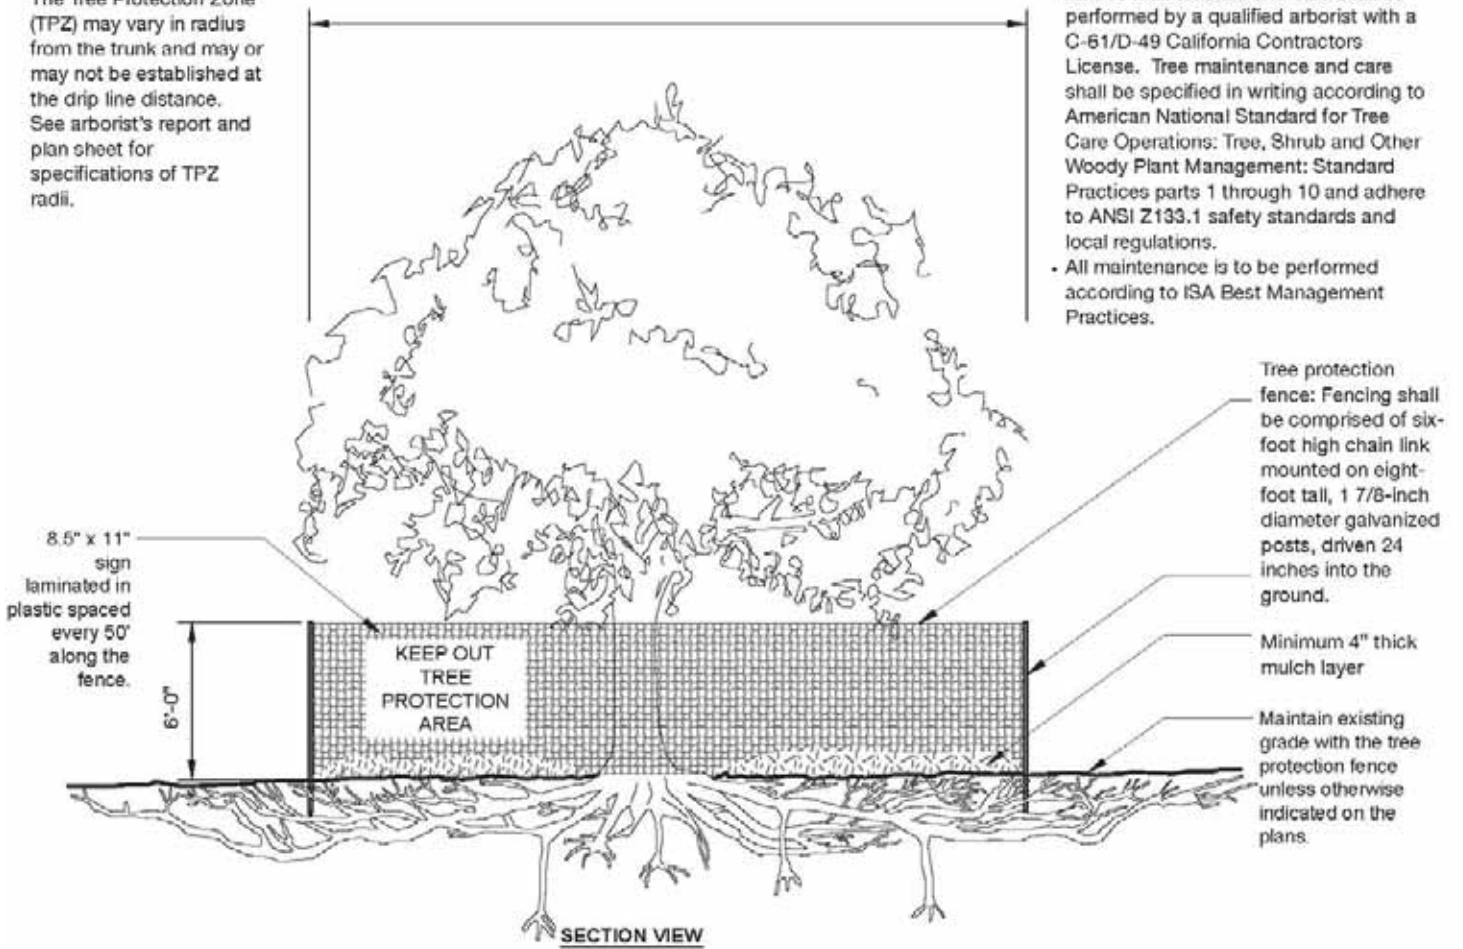 The Tree Protection Zone
(TPZ) may vary in radius
from the trunk and may or
may not be established at
the drip line distance.
See arborist's report and
plan sheet for
specifications of TPZ
radii.
performed by a qualified arborist with a
C-61/D-49 California Contractors
License. Tree maintenance and care
shall be specified in writing according to
American National Standard for Tree
Care Operations: Tree, Shrub and Other
Woody Plant Management: Standard
Practices parts 1 through 10 and adhere
to ANSI Z133.1 safety standards and
local regulations.
• All maintenance is to be performed
according to ISA Best Management
Practices.
Tree protection
fence: Fencing shall
be comprised of six-
foot high chain link
mounted on eight-
foot tall, 1 7/8-inch
diameter galvanized
posts, driven 24
inches into the
ground.
8.5" x 11"
sign
laminated in
plastic spaced
every 50'
along the
fence.
6'-0"
KEEP OUT
TREE
PROTECTION
AREA
Minimum 4" thick
mulch layer
Maintain existing
grade with the tree
protection fence
unless otherwise
indicated on the
plans.
SECTION VIEW